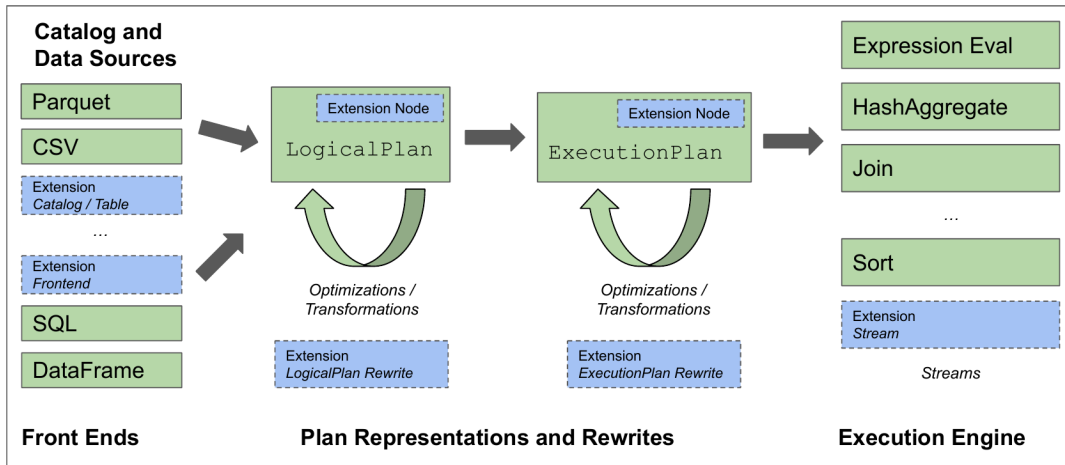 Catalog and
Data Sources
Parquet
CSV
Extension
Catalog / Table
...
Extension
Frontend
SQL
DataFrame
Front Ends
Extension Node
LogicalPlan
Optimizations /
Transformations
Extension
LogicalPlan Rewrite
Extension Node
ExecutionPlan
Optimizations /
Transformations
Extension
ExecutionPlan Rewrite
Plan Representations and Rewrites
Expression Eval
HashAggregate
Join
...
Sort
Extension
Stream
Streams
Execution Engine